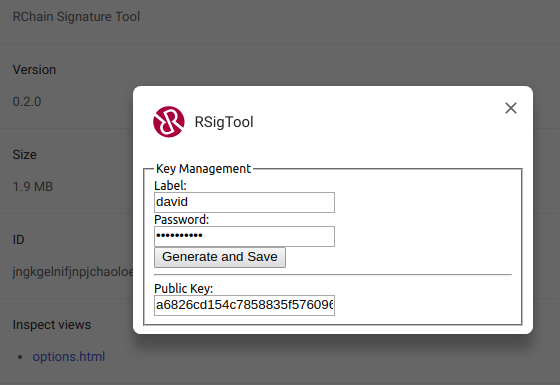 RChain Signature Tool
Version
0.2.0
Size
1.9 MB
ID
jngkgelnifjnpjchaoloe
Inspect views
options.html
RSigTool
Key Management
Label:
david
Password:
••••••••••
Generate and Save
Public Key:
a6826cd154c7858835f576096